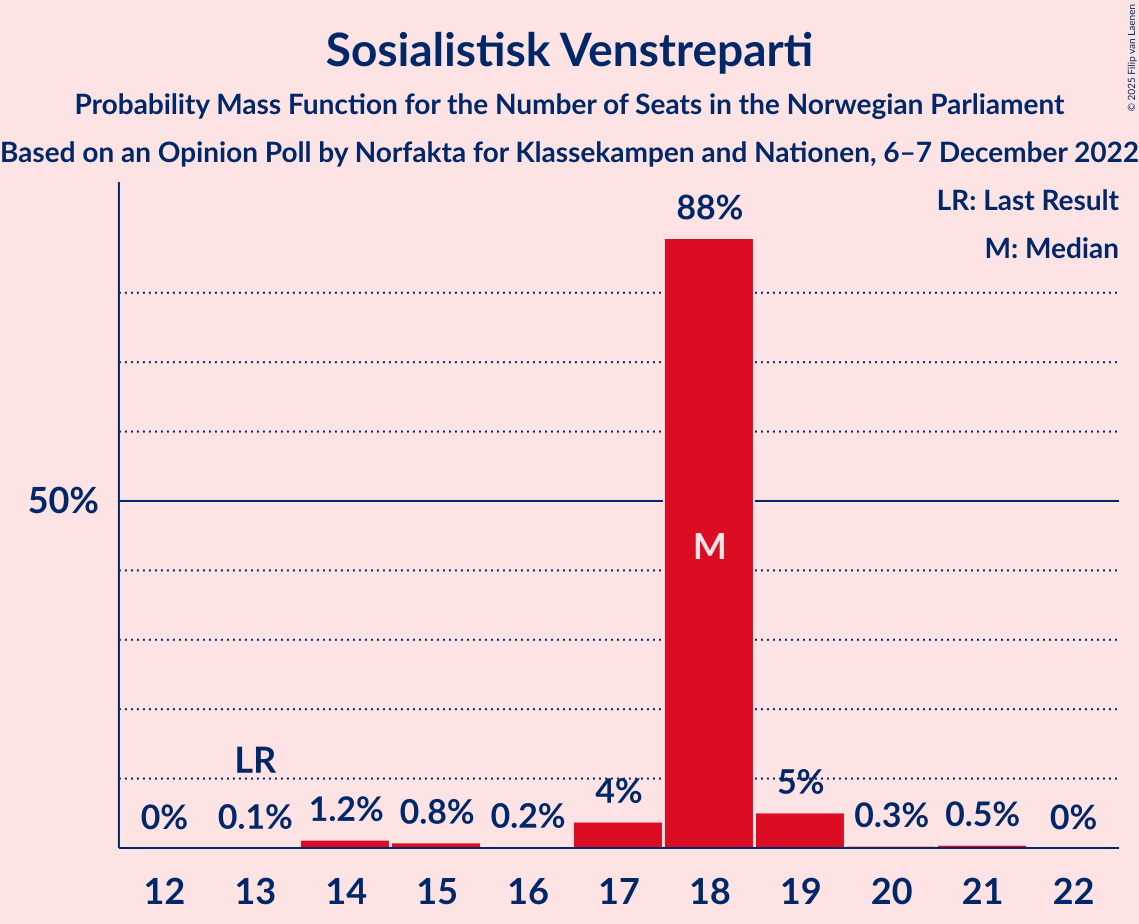 © 2025 Filip van Laenen
Sosialistisk Venstreparti
Probability Mass Function for the Number of Seats in the Norwegian Parliament
Based on an Opinion Poll by Norfakta for Klassekampen and Nationen, 6–7 December 2022
LR: Last Result
M: Median
88%
50%
M
LR
0%
0.1%
1.2%
0.8%
0.2%
4%
5%
0.3%
0.5%
0%
12 13 14 15 16 17 18 19 20 21 22